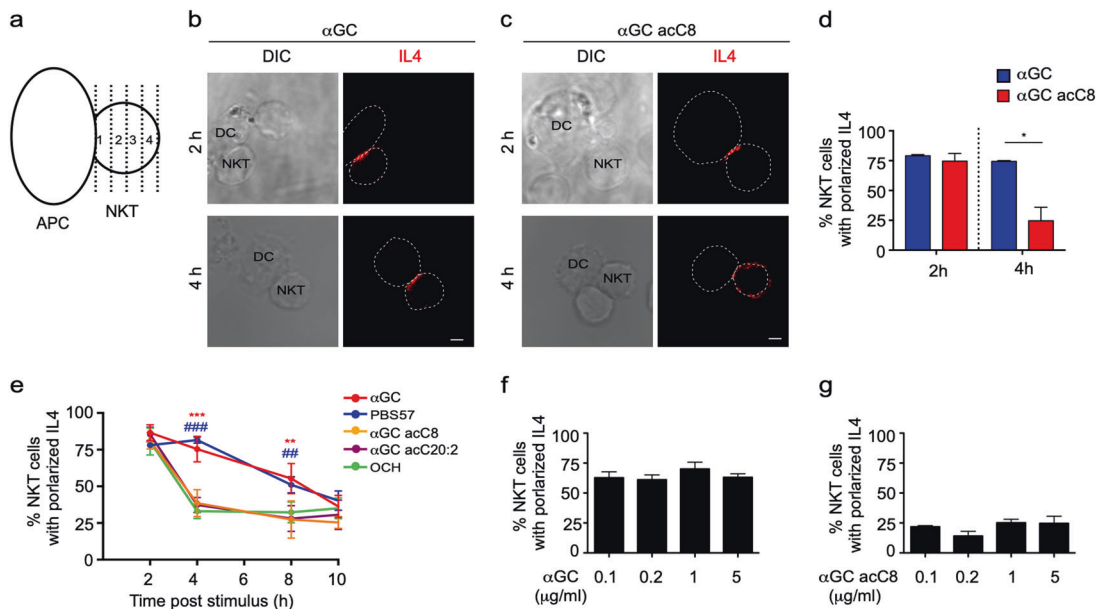 a
1 2 3 4
APC
NKT
b
αGC
DIC
IL4
2 h
DC
NKT
4 h
DC
NKT
c
αGC acC8
DIC
IL4
2 h
DC
NKT
4 h
DC
NKT
d
αGC
αGC acC8
% NKT cells
with porlarized IL4
100
75
50
25
0
*
2h
4h
e
% NKT cells
with porlarized IL4
100
75
50
25
0
***
###
**
##
αGC
PBS57
αGC acC8
αGC acC20:2
OCH
2 4 6 8 10
Time post stimulus (h)
f
% NKT cells
with porlarized IL4
100
75
50
25
0
αGC 0.1 0.2 1 5
(μg/ml)
g
% NKT cells
with porlarized IL4
100
75
50
25
0
αGC acC8 0.1 0.2 1 5
(μg/ml)